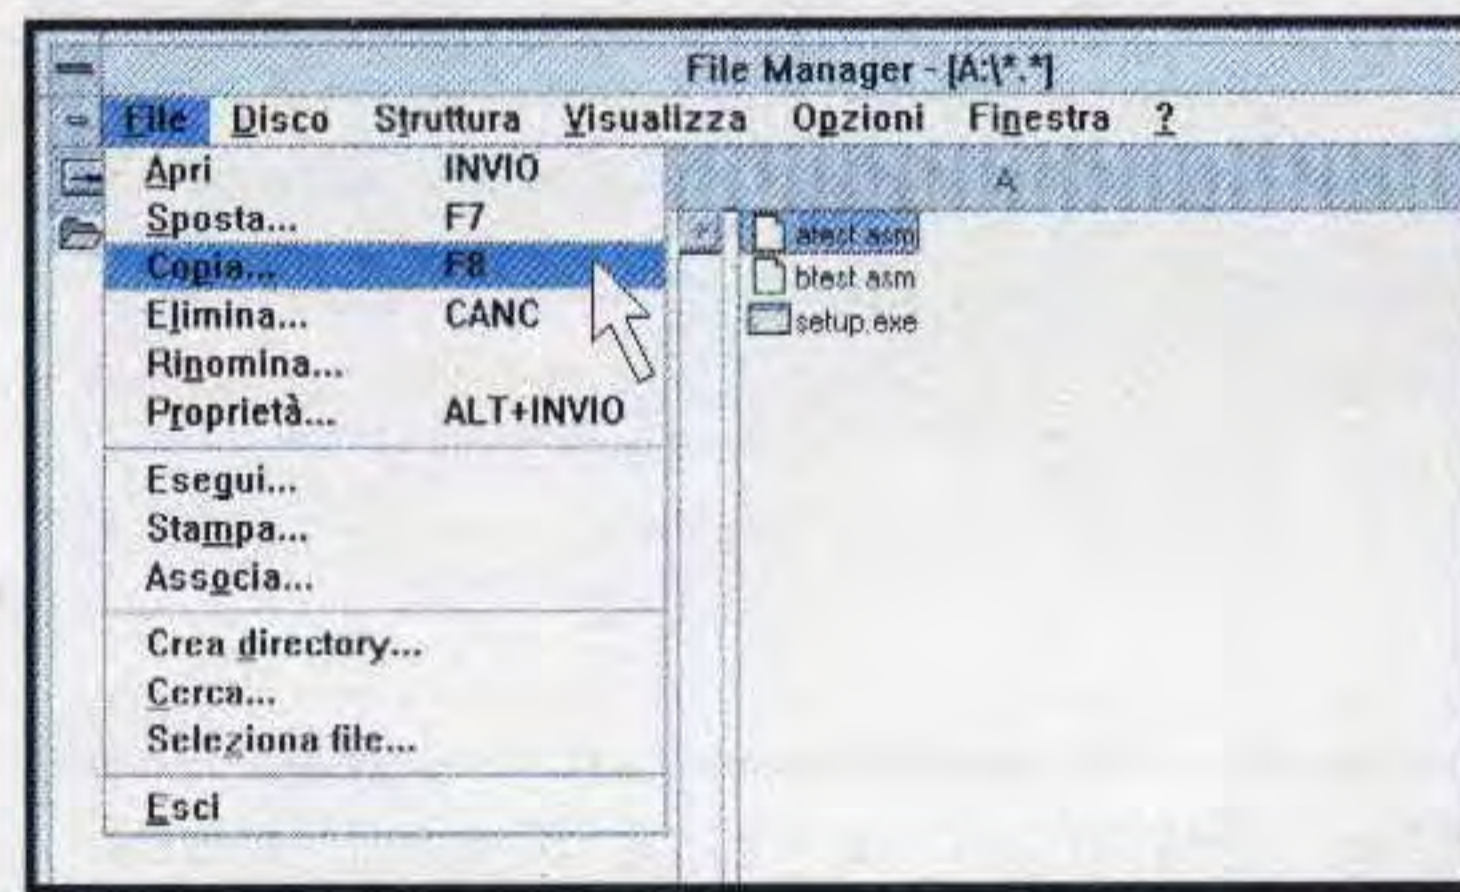 File Manager - [A:\*.*]
File Disco Struttura Visualizza Opzioni Finestra ?
Apri INVIO
Sposta... F7
Copia... F8
Elimina... CANC
Rinomina...
Proprietà... ALT+INVIO
Esegui...
Stampa...
Associa...
Crea directory...
Cerca...
Seleziona file...
Esci
A
atest.asm
btest.asm
setup.exe